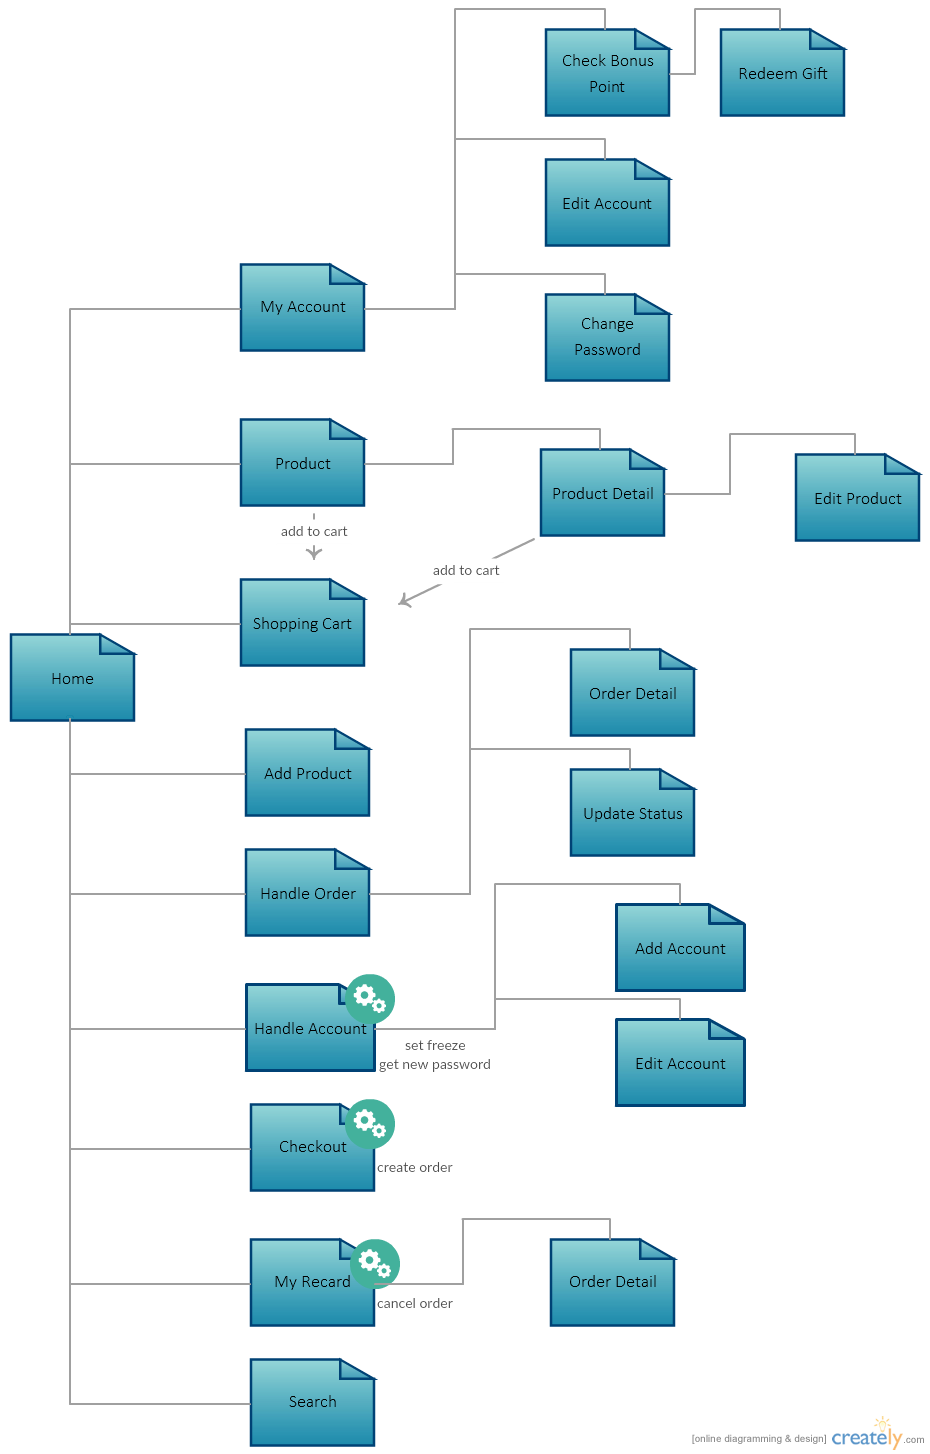 Check Bonus
Point
Redeem Gift
Edit Account
My Account
Change
Password
Product
Product Detail
Edit Product
add to cart
add to cart
Shopping Cart
Home
Order Detail
Add Product
Update Status
Handle Order
Add Account
Handle Account
set freeze
get new password
Edit Account
Checkout
create order
My Recard
Order Detail
cancel order
Search
[online diagramming & design] creately.com